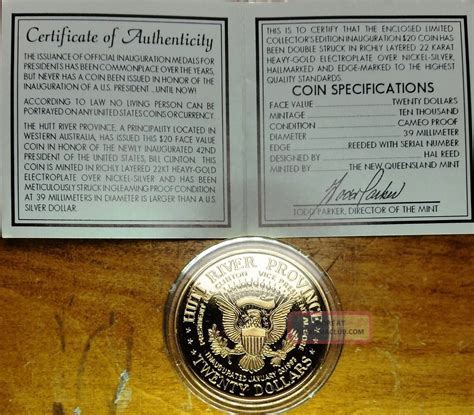 Certificate of Authenticity
THE ISSUANCE OF OFFICIAL INAUGURATION MEDALS FOR
PRESIDENTS HAS BEEN COMMONPLACE OVER THE YEARS,
BUT NEVER HAS A COIN BEEN ISSUED IN HONOR OF THE
INAUGURATION OF A U.S. PRESIDENT ..UNTIL NOW!
ACCORDING TO LAW NO LIVING PERSON CAN BE
PORTRAYED ON ANY UNITED STATES COINS OR CURRENCY
THE HUTT RIVER PROVINCE, A PRINCIPALITY LOCATED IN
WESTERN AUSTRALIA, HAS ISSUED THIS $20 FACE VALUE
COIN IN HONOR OF THE NEWLY INAUGURATED 42ND
PRESIDENT OF THE UNITED STATES, BILL CLINTON. THIS
COIN IS MINTED IN RICHLY LAYERED 22KT HEAVY-GOLD
ELECTROPLATE OVER NICKEL-SILVER AND HAS BEEN
METICULOUSLY STRUCK IN GLEAMING PROOF CONDITION
AT 39 MILLIMETERS IN DIAMETER IS LARGER THAN A U.S.
SILVER DOLLAR.
THIS IS TO CERTIFY THAT THE ENCLOSED LIMITED
COLLECTOR'S EDITION INAUGURATION $20 COIN HAS
BEEN DOUBLE STRUCK IN RICHLY LAYERED 22 KARAT
HEAVY-GOLD ELECTROPLATE OVER NICKEL-SILVER,
HALLMARKED AND EDGE-MARKED TO THE HIGHEST
QUALITY STANDARDS.
COIN SPECIFICATIONS
FACE VALUE TWENTY DOLLARS
MINTAGE TEN THOUSAND
CONDITION CAMEO PROOF
DIAMETER 39 MILLIMETER
EDGE REEDED WITH SERIAL NUMBER
DESIGNED BY HAL REED
MINTED BY THE NEW QUEENSLAND MINT
TODD PARKER, DIRECTOR OF THE MINT
HUTT RIVER PROVINCE
INAUGURATED JANUARY 20 1993
TWENTY DOLLARS